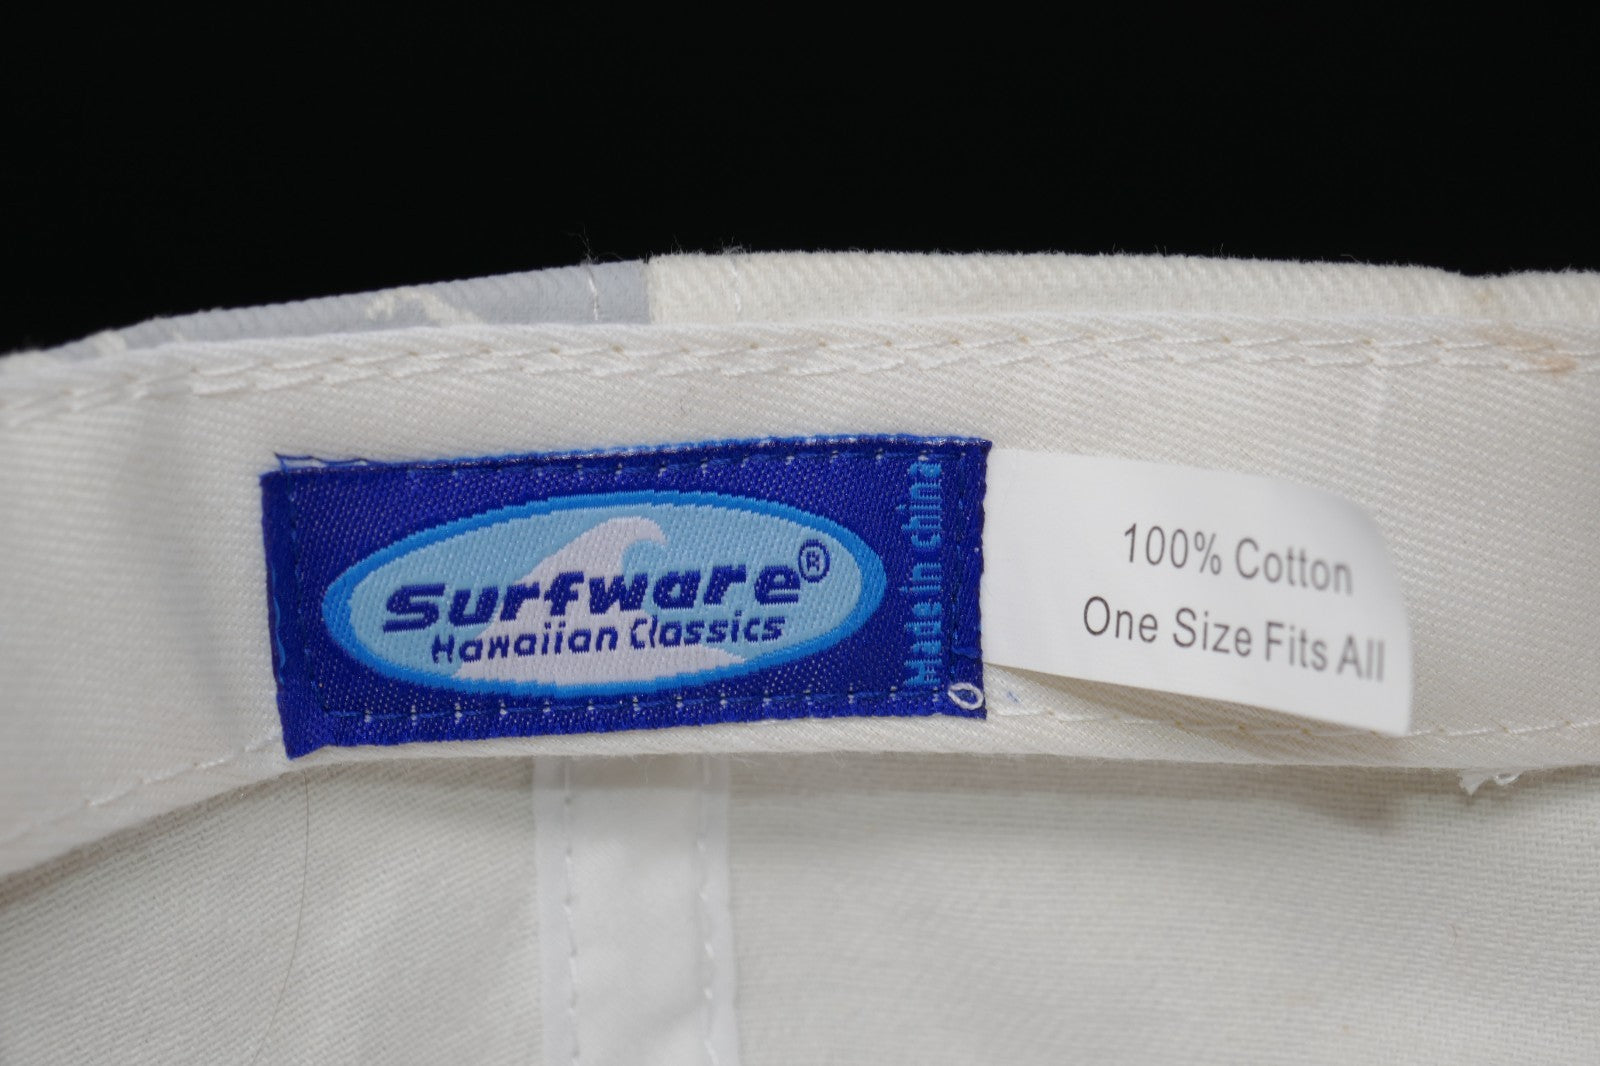 Surfware®
Hawaiian Classics
Made in China
100% Cotton
One Size Fits All